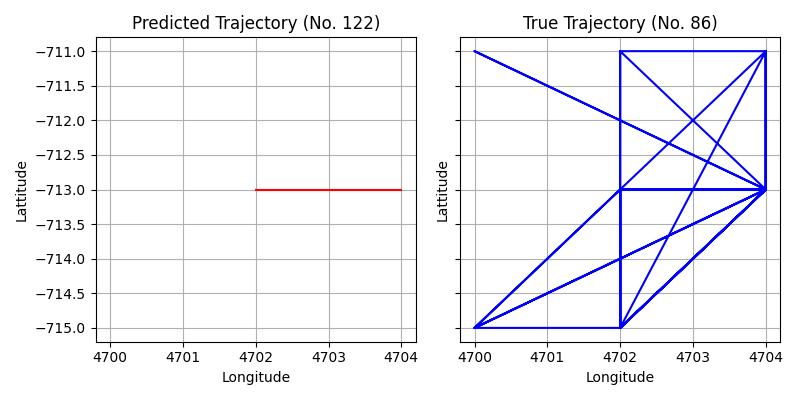 Predicted Trajectory (No. 122)
−711.0
−711.5
−712.0
−712.5
−713.0
−713.5
−714.0
−714.5
−715.0
Lattitude
4700 4701 4702 4703 4704
Longitude
True Trajectory (No. 86)
Lattitude
4700 4701 4702 4703 4704
Longitude